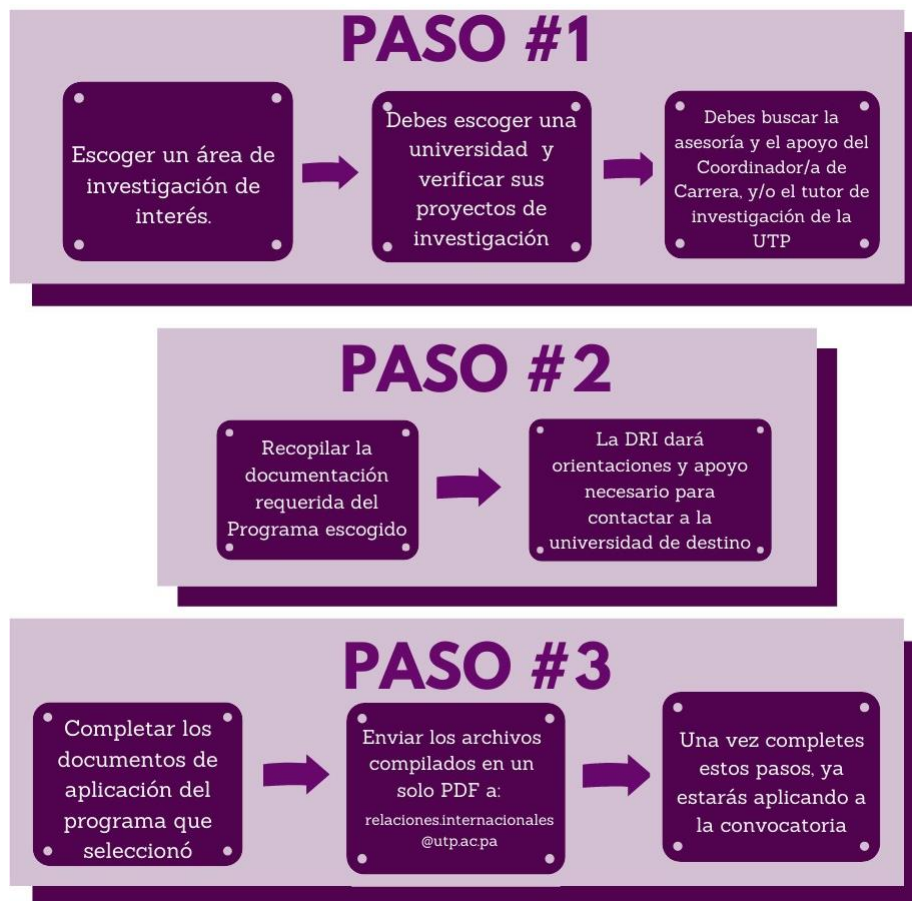 PASO #1
Escoger un área de
investigación de
interés.
Debes escoger una
universidad y
verificar sus
proyectos de
investigación
Debes buscar la
asesoría y el apoyo del
Coordinador/a de
Carrera, y/o el tutor de
investigación de la
UTP
PASO #2
Recopilar la
documentación
requerida del
Programa escogido
La DRI dará
orientaciones y apoyo
necesario para
contactar a la
universidad de destino
PASO #3
Completar los
documentos de
aplicación del
programa que
seleccionó
Enviar los archivos
compilados en un
solo PDF a:
relaciones.internacionales
@utp.ac.pa
Una vez completes
estos pasos, ya
estarás aplicando a
la convocatoria